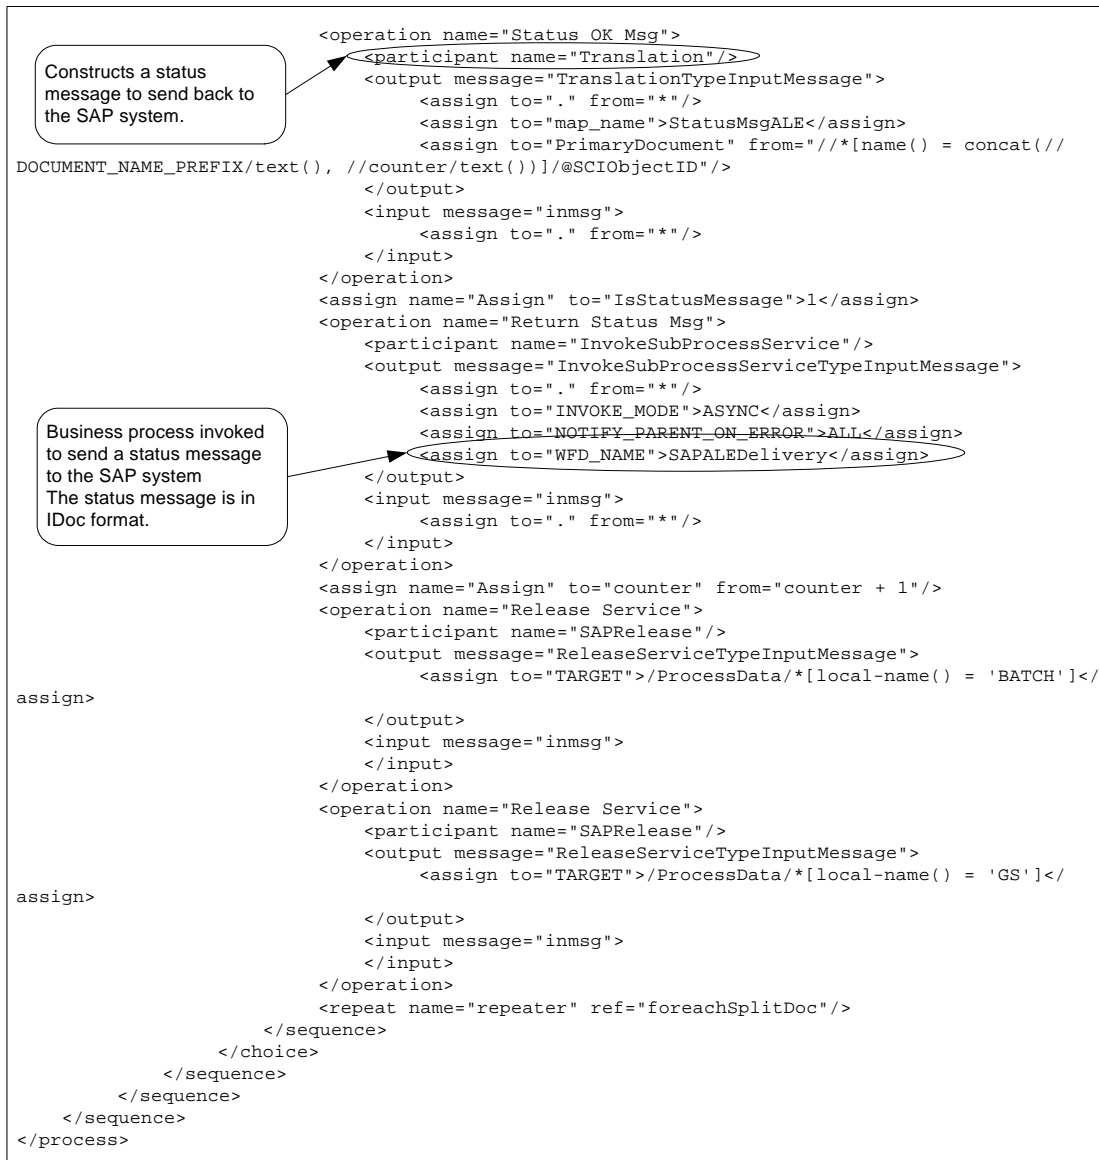 <operation name="Status OK Msg">
<participant name="Translation"/>
Constructs a status
message to send back to
the SAP system.
<output message="TranslationTypeInputMessage">
<assign to="." from="*"/>
<assign to="map_name">StatusMsgALE</assign>
<assign to="PrimaryDocument" from="//*[name() = concat(//
DOCUMENT_NAME_PREFIX/text(), //counter/text())]/@SCIObjectID"/>
</output>
<input message="inmsg">
<assign to="." from="*"/>
</input>
</operation>
<assign name="Assign" to="IsStatusMessage">1</assign>
<operation name="Return Status Msg">
<participant name="InvokeSubProcessService"/>
<output message="InvokeSubProcessServiceTypeInputMessage">
<assign to="." from="*"/>
<assign to="INVOKE_MODE">ASYNC</assign>
<assign to="NOTIFY_PARENT_ON_ERROR">ALL</assign>
<assign to="WFD_NAME">SAPALEDelivery</assign>
Business process invoked
to send a status message
to the SAP system
The status message is in
IDoc format.
</output>
<input message="inmsg">
<assign to="." from="*"/>
</input>
</operation>
<assign name="Assign" to="counter" from="counter + 1"/>
<operation name="Release Service">
<participant name="SAPRelease"/>
<output message="ReleaseServiceTypeInputMessage">
<assign to="TARGET">/ProcessData/*[local-name() = 'BATCH']</
assign>
</output>
<input message="inmsg">
</input>
</operation>
<operation name="Release Service">
<participant name="SAPRelease"/>
<output message="ReleaseServiceTypeInputMessage">
<assign to="TARGET">/ProcessData/*[local-name() = 'GS']</
assign>
</output>
<input message="inmsg">
</input>
</operation>
<repeat name="repeater" ref="foreachSplitDoc"/>
</sequence>
</choice>
</sequence>
</sequence>
</sequence>
</process>